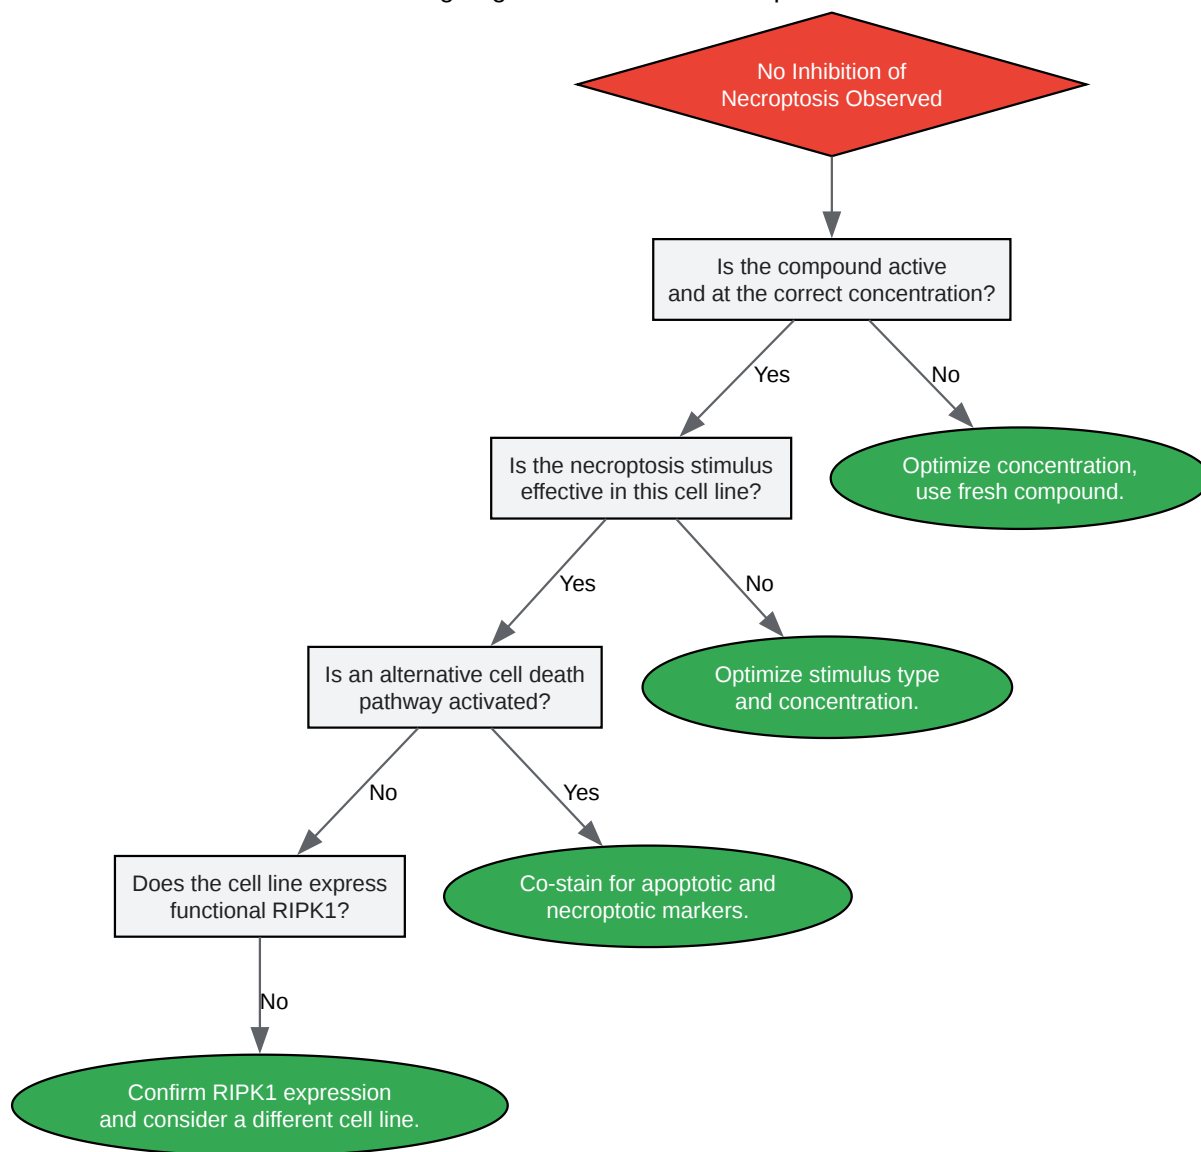 No Inhibition of
Necroptosis Observed
Is the compound active
and at the correct concentration?
Yes
No
Is the necroptosis stimulus
effective in this cell line?
Optimize concentration,
use fresh compound.
Yes
No
Is an alternative cell death
pathway activated?
Optimize stimulus type
and concentration.
No
Yes
Does the cell line express
functional RIPK1?
Co-stain for apoptotic and
necroptotic markers.
No
Confirm RIPK1 expression
and consider a different cell line.